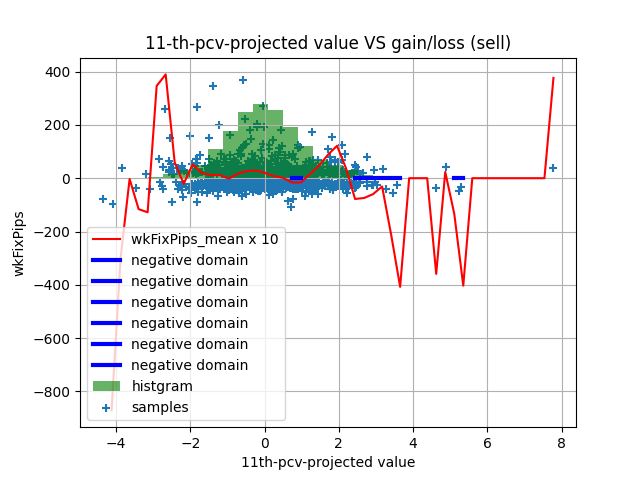 11-th-pcv-projected value VS gain/loss (sell)
400
200
0
−200
−400
−600
−800
wkFixPips
wkFixPips_mean x 10
negative domain
negative domain
negative domain
negative domain
negative domain
negative domain
histgram
samples
−4 −2 0 2 4 6 8
11th-pcv-projected value